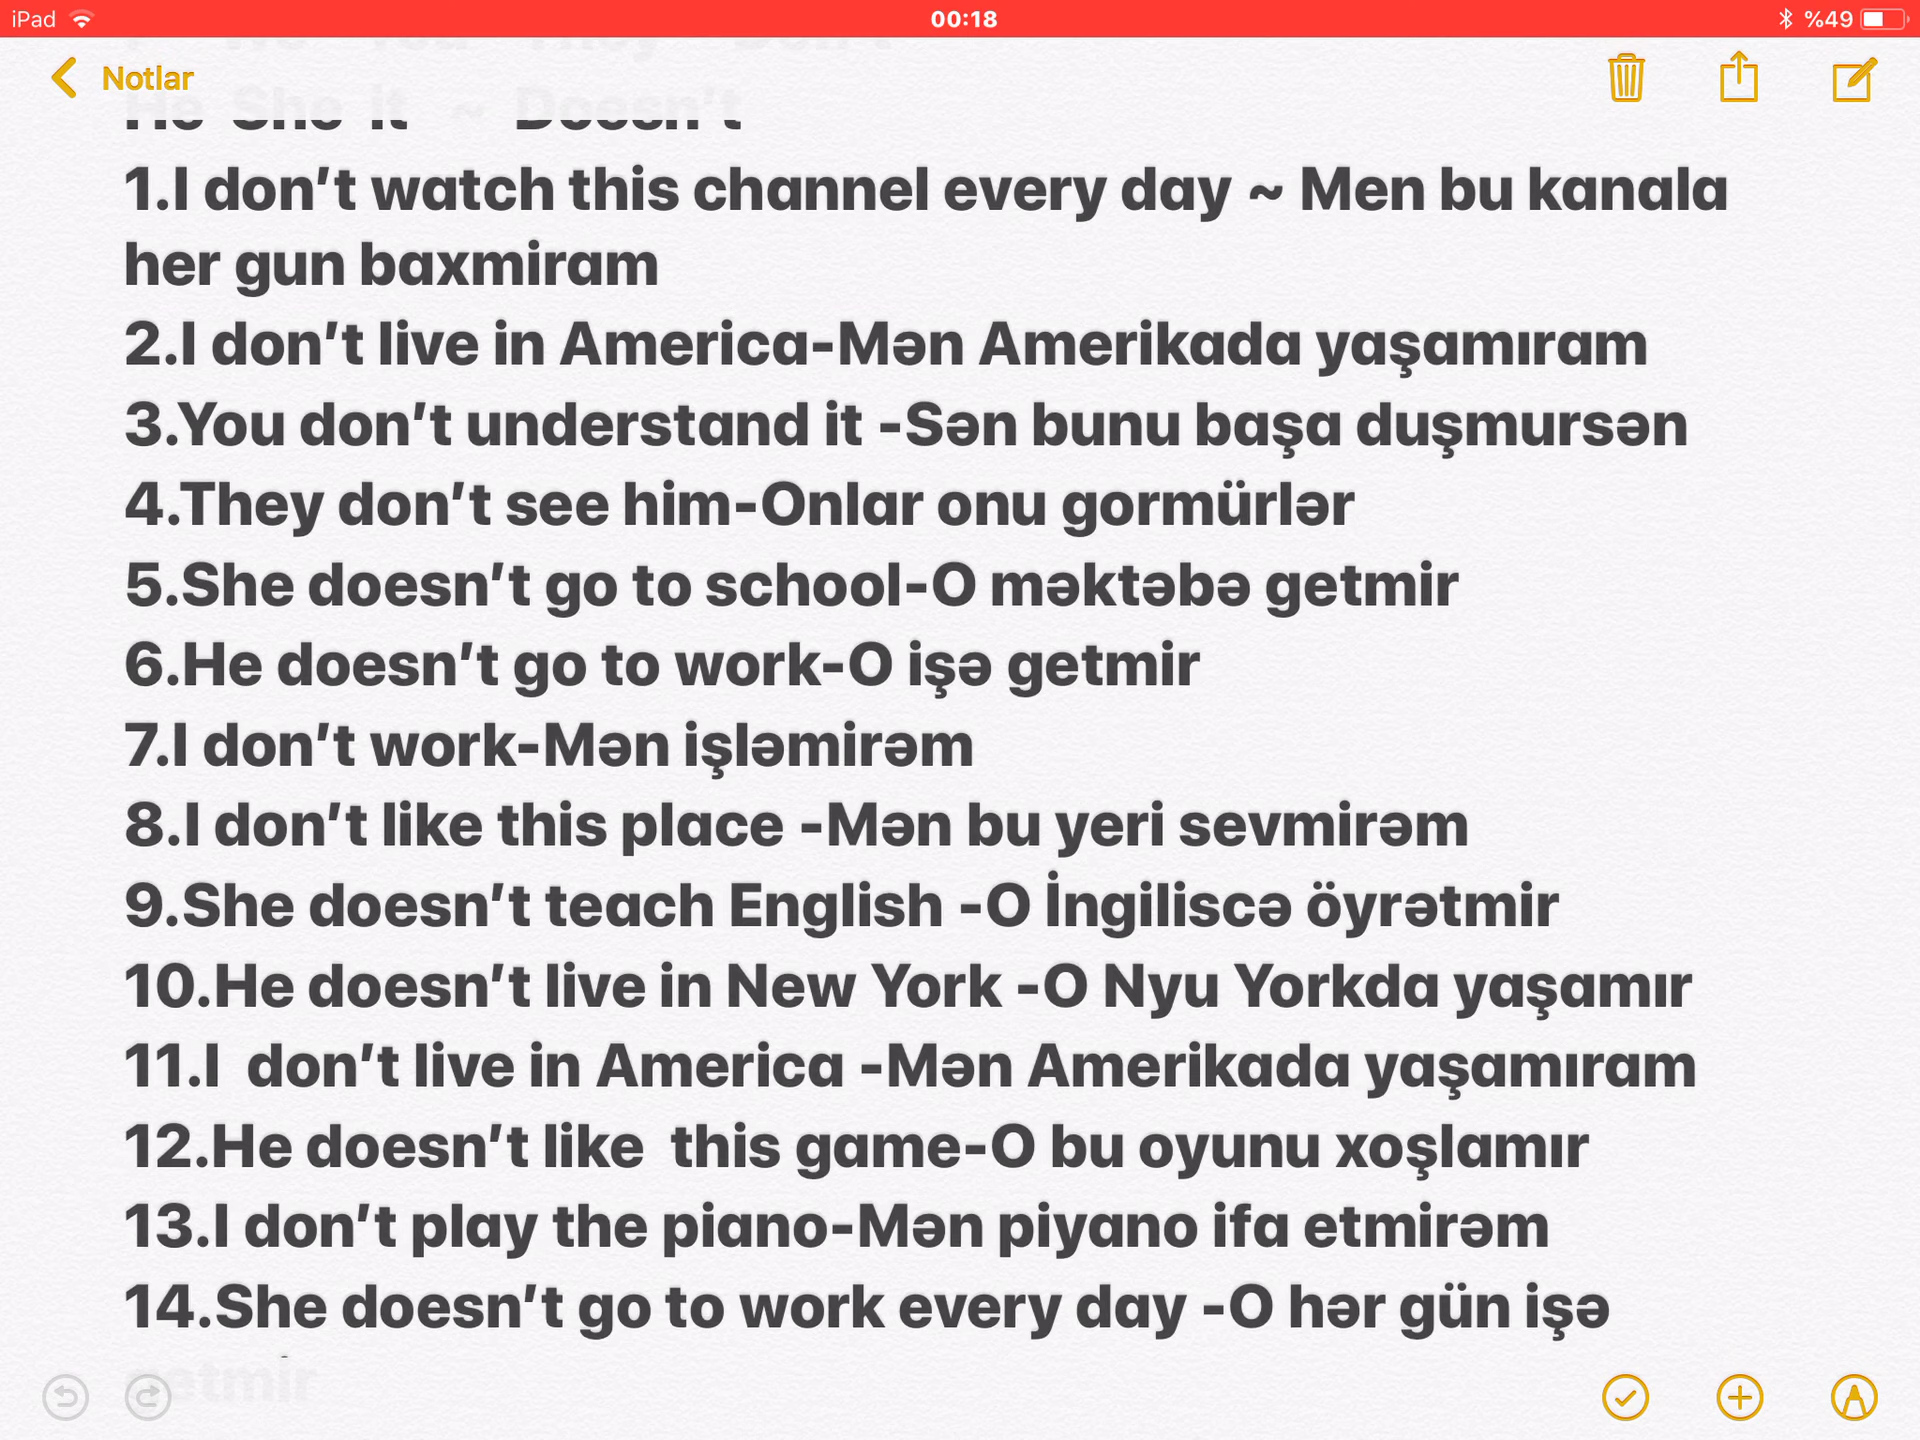 iPad 00:18 %49
Notlar
He She it ~ Doesn't
1.I don't watch this channel every day ~ Men bu kanala
her gun baxmiram
2.I don't live in America-Mən Amerikada yaşamıram
3.You don't understand it -Sən bunu başa duşmursən
4.They don't see him-Onlar onu gormürlər
5.She doesn't go to school-O məktəbə getmir
6.He doesn't go to work-O işə getmir
7.I don't work-Mən işləmirəm
8.I don't like this place -Mən bu yeri sevmirəm
9.She doesn't teach English -O İngiliscə öyrətmir
10.He doesn't live in New York -O Nyu Yorkda yaşamır
11.I  don't live in America -Mən Amerikada yaşamıram
12.He doesn't like  this game-O bu oyunu xoşlamır
13.I don't play the piano-Mən piyano ifa etmirəm
14.She doesn't go to work every day -O hər gün işə
getmir